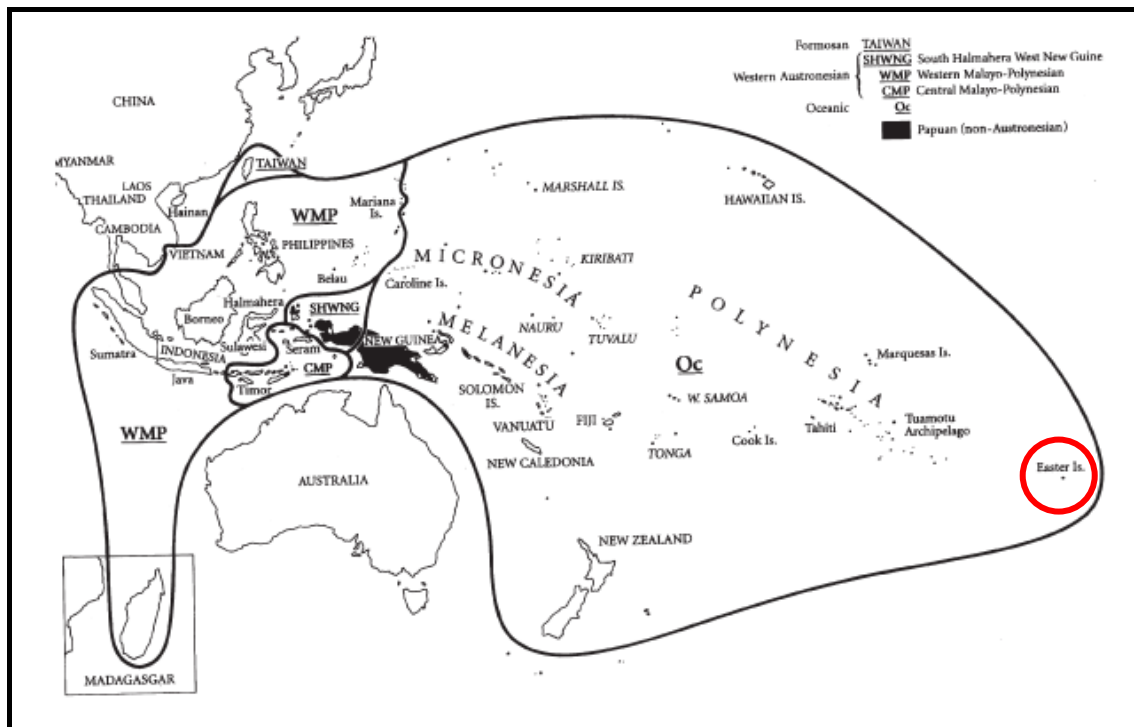 Formosan TAIWAN
SHWNG South Halmahera West New Guine
Western Austronesian WMP Western Malayo-Polynesian
CMP Central Malayo-Polynesian
Oceanic Oc
Papuan (non-Austronesian)
CHINA
MYANMAR
LAOS
THAILAND
Hainan
CAMBODIA
VIETNAM
TAIWAN
WMP
Mariana
Is.
PHILIPPINES
Belau
MARSHALL IS.
HAWAIIAN IS.
MICRONESIA
Caroline Is.
KIRIBATI
POLYNESIA
Halmahera
SHWNG
Borneo
NAURU
MELANESIA
TUVALU
NEW GUINEA
Sumatra
INDONESIA
Sulawesi
Seram
CMP
Java
Timor
Oc
Marquesas Is.
SOLOMON
IS.
W. SAMOA
VANUATU
FIJI
Cook Is.
Tahiti
Tuamotu
Archipelago
WMP
NEW CALEDONIA
TONGA
Easter Is.
AUSTRALIA
NEW ZEALAND
MADAGASGAR